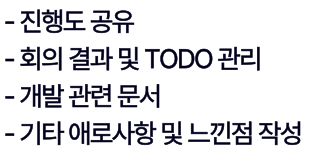 - 진행도 공유
- 회의 결과 및 TODO 관리
- 개발 관련 문서
- 기타 애로사항 및 느낀점 작성